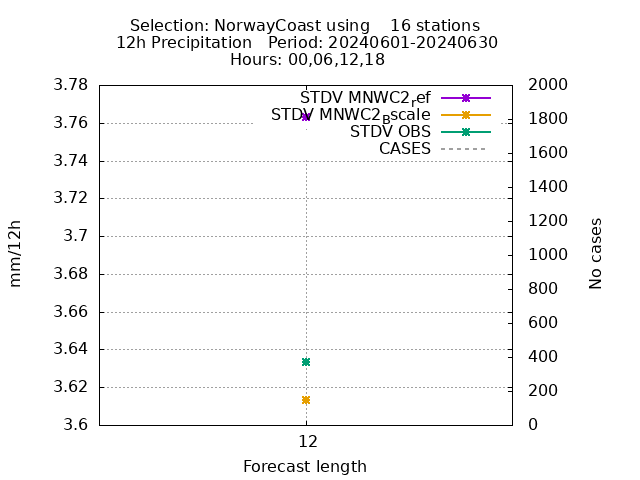 Selection: NorwayCoast using    16 stations
12h Precipitation   Period: 20240601-20240630
Hours: 00,06,12,18
3.78
3.76
3.74
3.72
3.7
3.68
3.66
3.64
3.62
3.6
2000
1800
1600
1400
1200
1000
800
600
400
200
0
STDV MNWC2_ref
STDV MNWC2_Bscale
STDV OBS
CASES
mm/12h
No cases
12
Forecast length